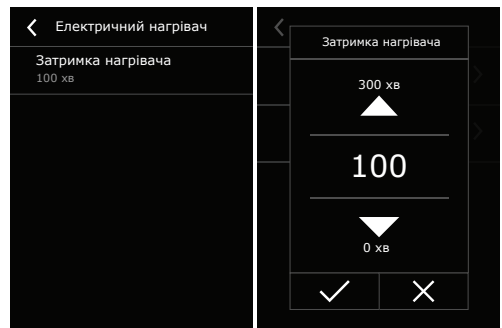 Електричний нагрівач
Затримка нагрівача
100 хв
Затримка нагрівача
300 хв
100
0 хв